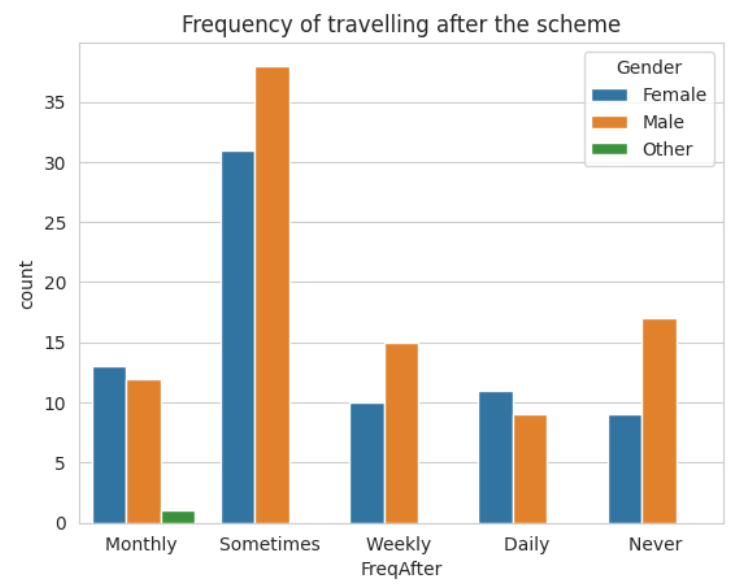 Frequency of travelling after the scheme
Gender
Female
Male
Other
count
35
30
25
20
15
10
5
0
Monthly Sometimes Weekly Daily Never
FreqAfter